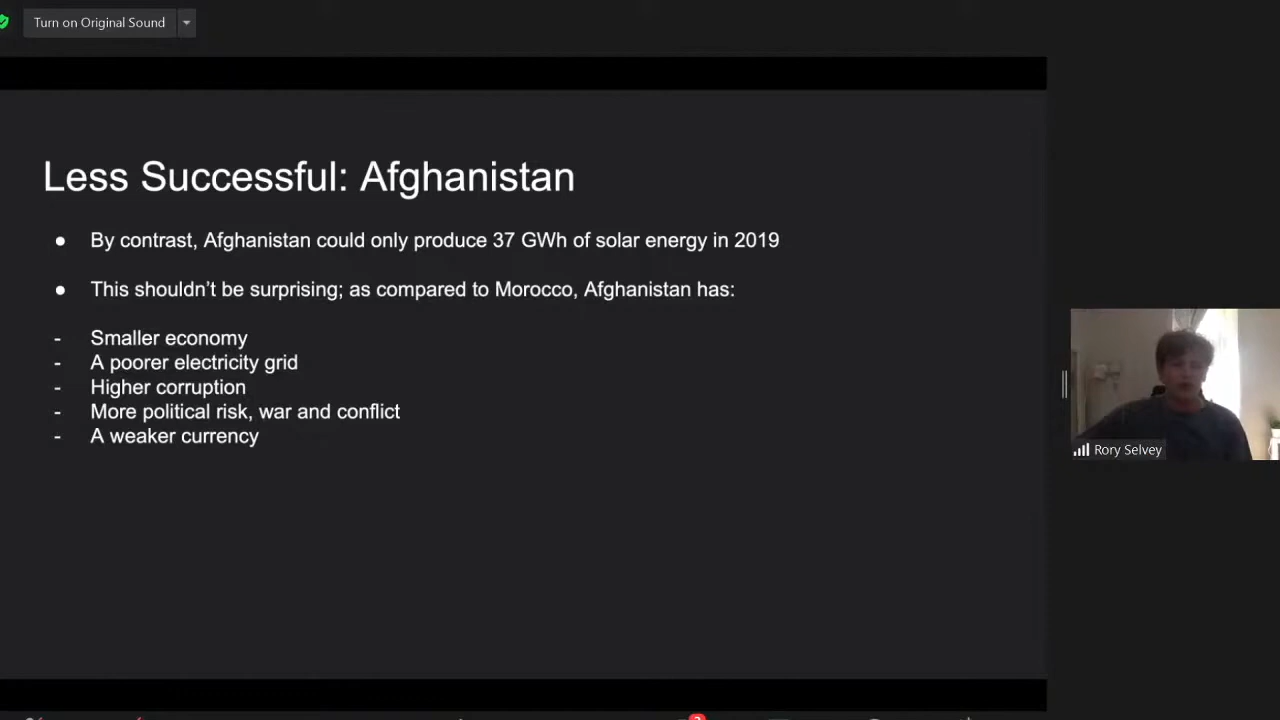 Turn on Original Sound
Less Successful: Afghanistan
● By contrast, Afghanistan could only produce 37 GWh of solar energy in 2019
● This shouldn't be surprising; as compared to Morocco, Afghanistan has:
- Smaller economy
- A poorer electricity grid
- Higher corruption
- More political risk, war and conflict
- A weaker currency
Rory Selvey